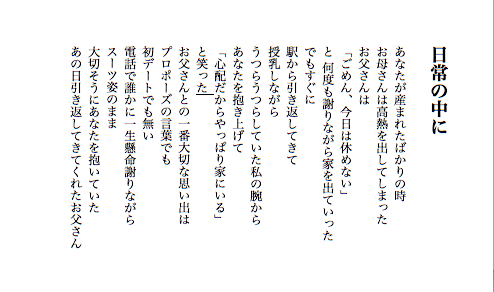 日常の中に
あなたが産まれたばかりの時
お母さんは高熱を出してしまった
お父さんは
「ごめん、今日は休めない」
と何度も謝りながら家を出ていった
でもすぐに
駅から引き返してきて
授乳しながら
うつらうつらしていた私の腕から
あなたを抱き上げて
「心配だからやっぱり家にいる」
と笑った
お父さんとの一番大切な思い出は
プロポーズの言葉でも
初デートでも無い
電話で誰かに一生懸命謝りながら
スーツ姿のまま
大切そうにあなたを抱いていた
あの日引き返してきてくれたお父さん